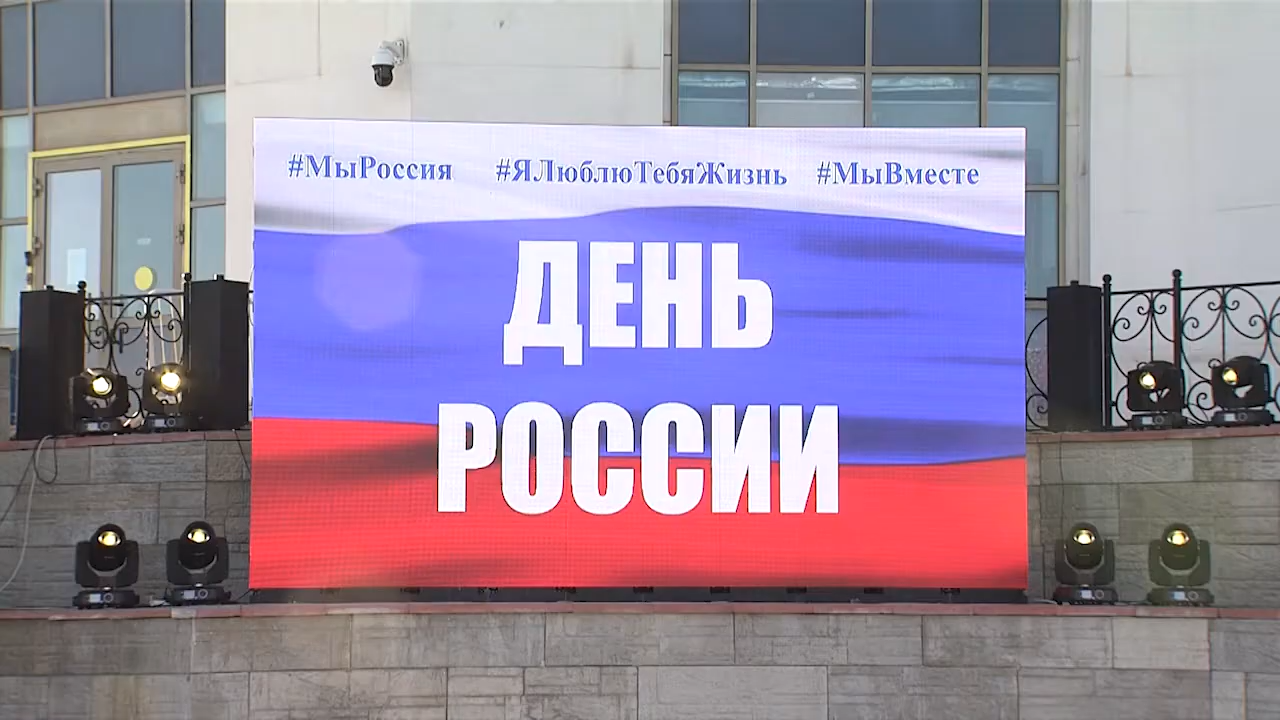 #МыРоссия #ЯЛюблюТебяЖизнь #МыВместе
ДЕНЬ
РОССИИ